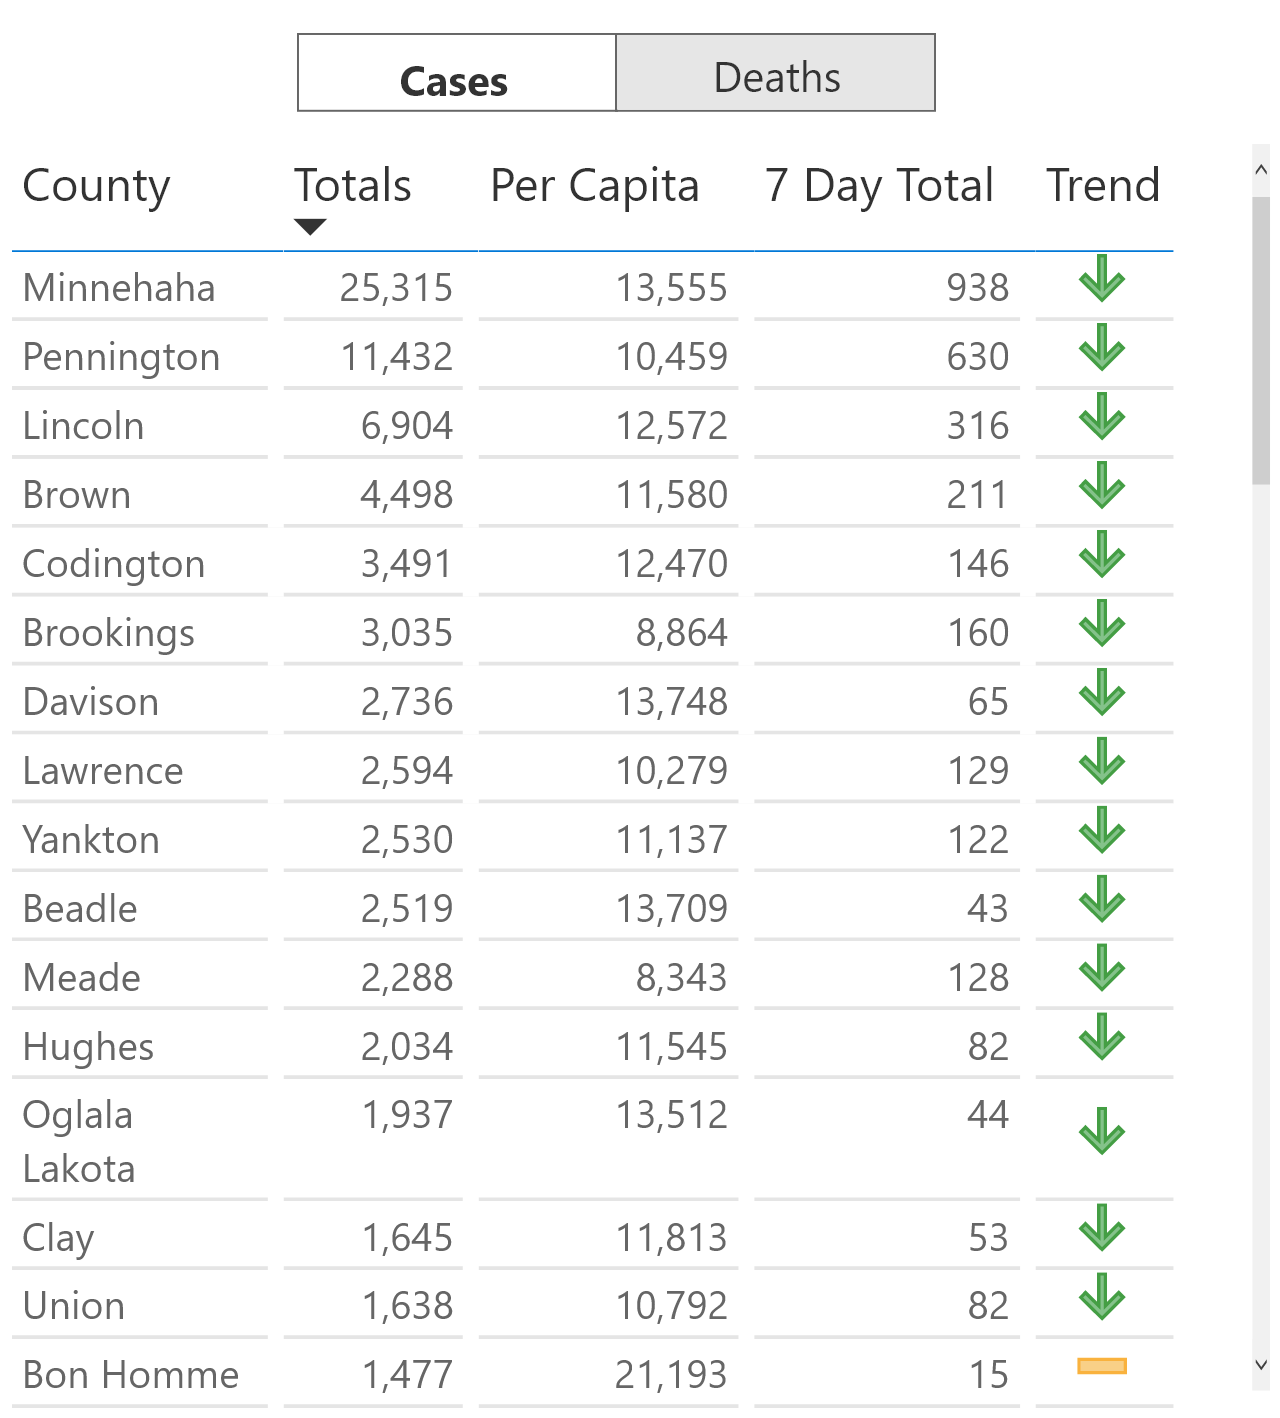 Cases Deaths
County Totals Per Capita 7 Day Total Trend
Minnehaha 25,315 13,555 938
Pennington 11,432 10,459 630
Lincoln 6,904 12,572 316
Brown 4,498 11,580 211
Codington 3,491 12,470 146
Brookings 3,035 8,864 160
Davison 2,736 13,748 65
Lawrence 2,594 10,279 129
Yankton 2,530 11,137 122
Beadle 2,519 13,709 43
Meade 2,288 8,343 128
Hughes 2,034 11,545 82
Oglala 1,937 13,512 44
Lakota
Clay 1,645 11,813 53
Union 1,638 10,792 82
Bon Homme 1,477 21,193 15